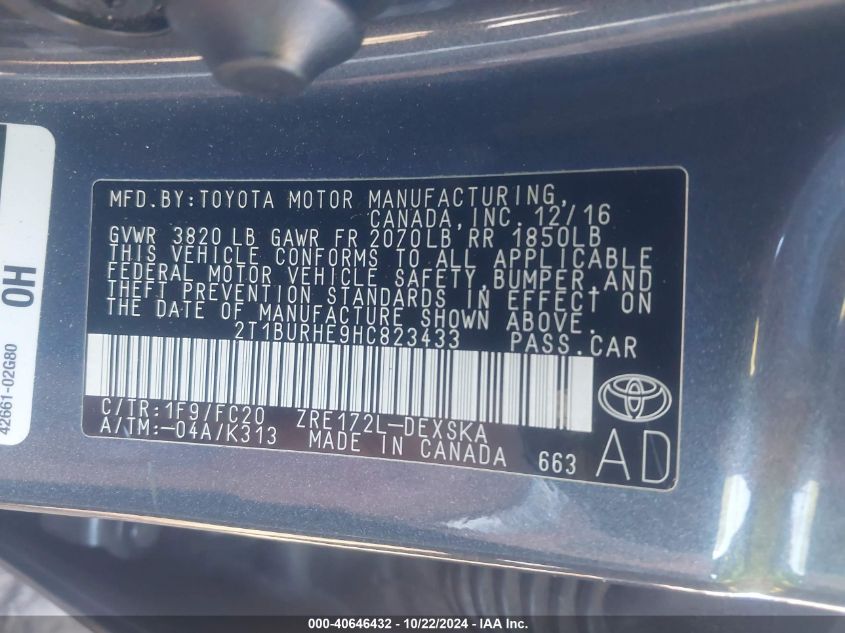 MFD.BY:TOYOTA MOTOR MANUFACTURING,
CANADA,INC. 12/16
GVWR 3820 LB GAWR FR 2070LB RR 1850LB
THIS VEHICLE CONFORMS TO ALL APPLICABLE
FEDERAL MOTOR VEHICLE SAFETY,BUMPER,AND
THEFT PREVENTION STANDARDS IN EFFECT ON
THE DATE OF MANUFACTURE SHOWN ABOVE.
2T1BURHE9HC823433 PASS.CAR
C/TR:1F9/FC20 ZRE172L-DEXSKA
A/TM:-04A/K313 MADE IN CANADA 663 AD
42661-02G80 OH
000-40646432 - 10/22/2024 - IAA Inc.